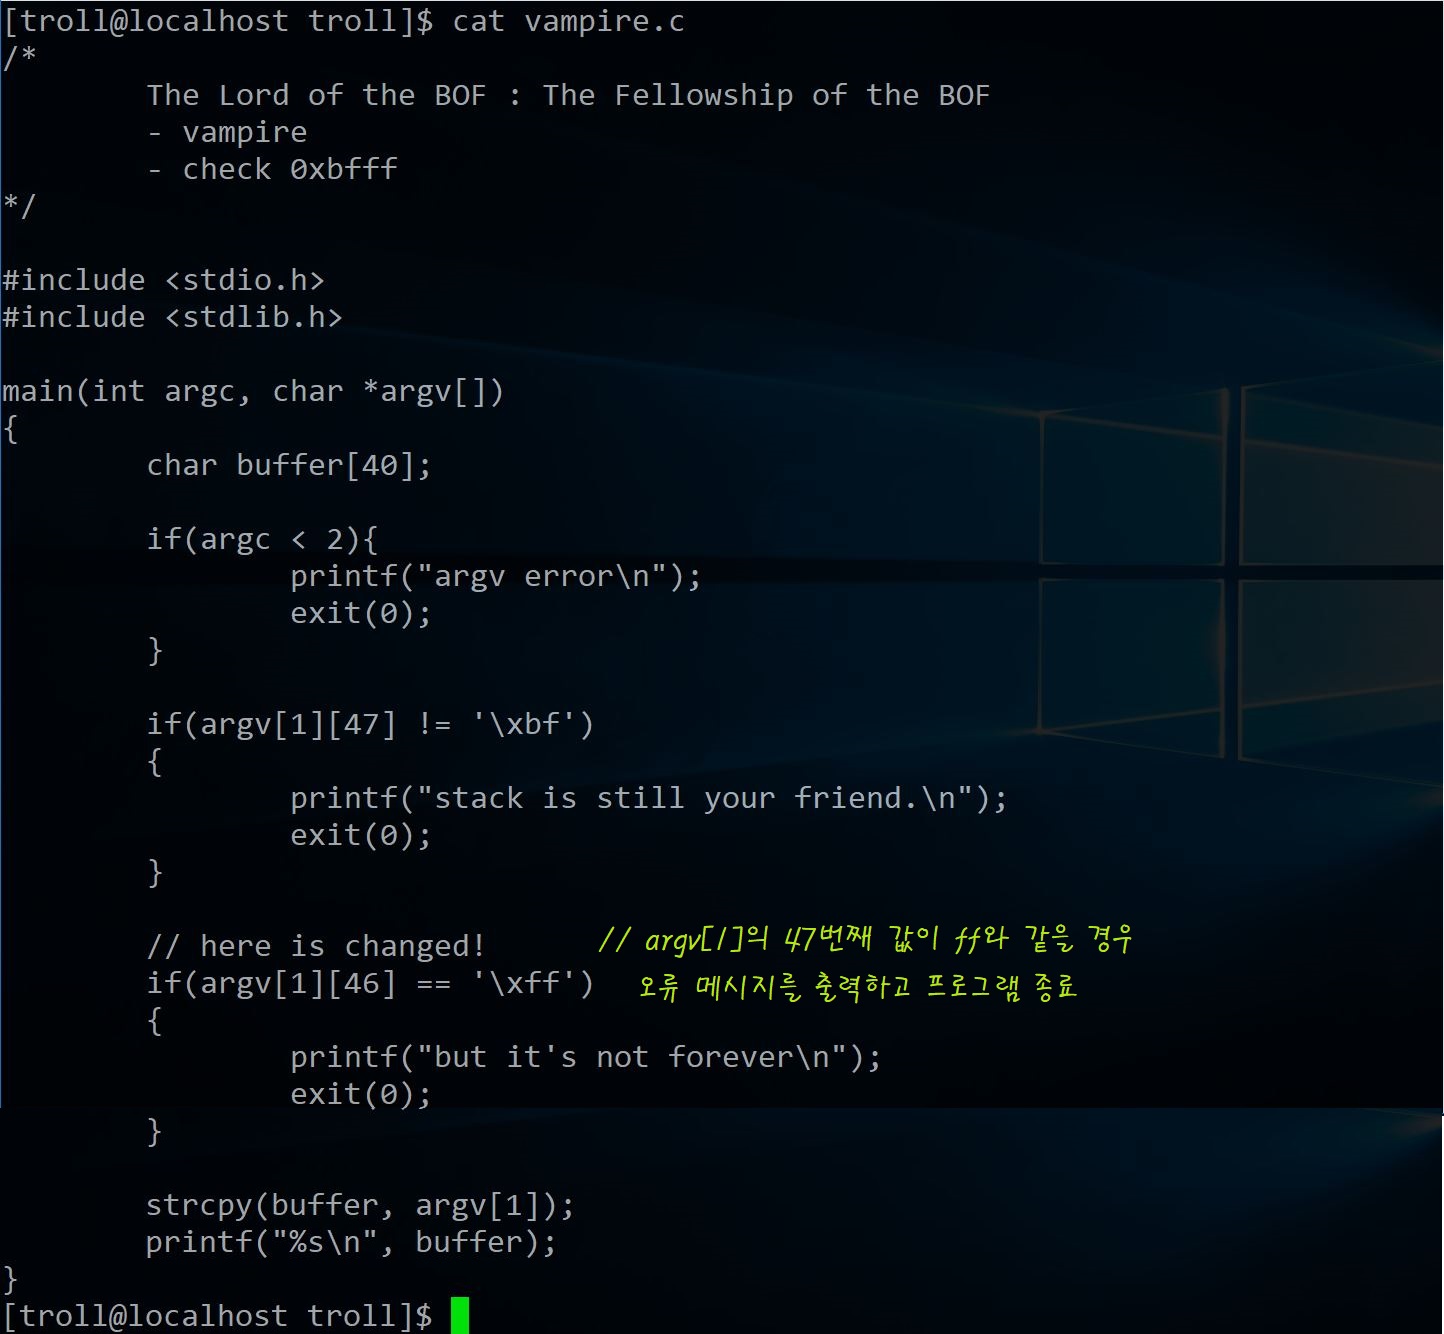 [troll@localhost troll]$ cat vampire.c
/*
        The Lord of the BOF : The Fellowship of the BOF
        - vampire
        - check 0xbfff
*/

#include <stdio.h>
#include <stdlib.h>

main(int argc, char *argv[])
{
        char buffer[40];

        if(argc < 2){
                printf("argv error\n");
                exit(0);
        }

        if(argv[1][47] != '\xbf')
        {
                printf("stack is still your friend.\n");
                exit(0);
        }

        // here is changed!      // argv[1]의 47번째 값이 ff와 같을 경우
        if(argv[1][46] == '\xff')   오류 메시지를 출력하고 프로그램 종료
        {
                printf("but it's not forever\n");
                exit(0);
        }

        strcpy(buffer, argv[1]);
        printf("%s\n", buffer);
}
[troll@localhost troll]$